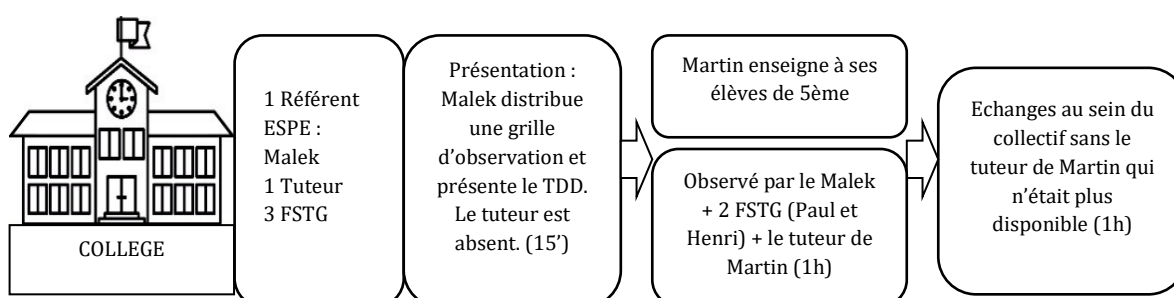 COLLEGE
1 Référent
ESPE :
Malek
1 Tuteur
3 FSTG
Présentation :
Malek distribue
une grille
d’observation et
présente le TDD.
Le tuteur est
absent. (15’)
Martin enseigne à ses
élèves de 5ème
Observé par le Malek
+ 2 FSTG (Paul et
Henri) + le tuteur de
Martin (1h)
Echanges au sein du
collectif sans le
tuteur de Martin qui
n’était plus
disponible (1h)